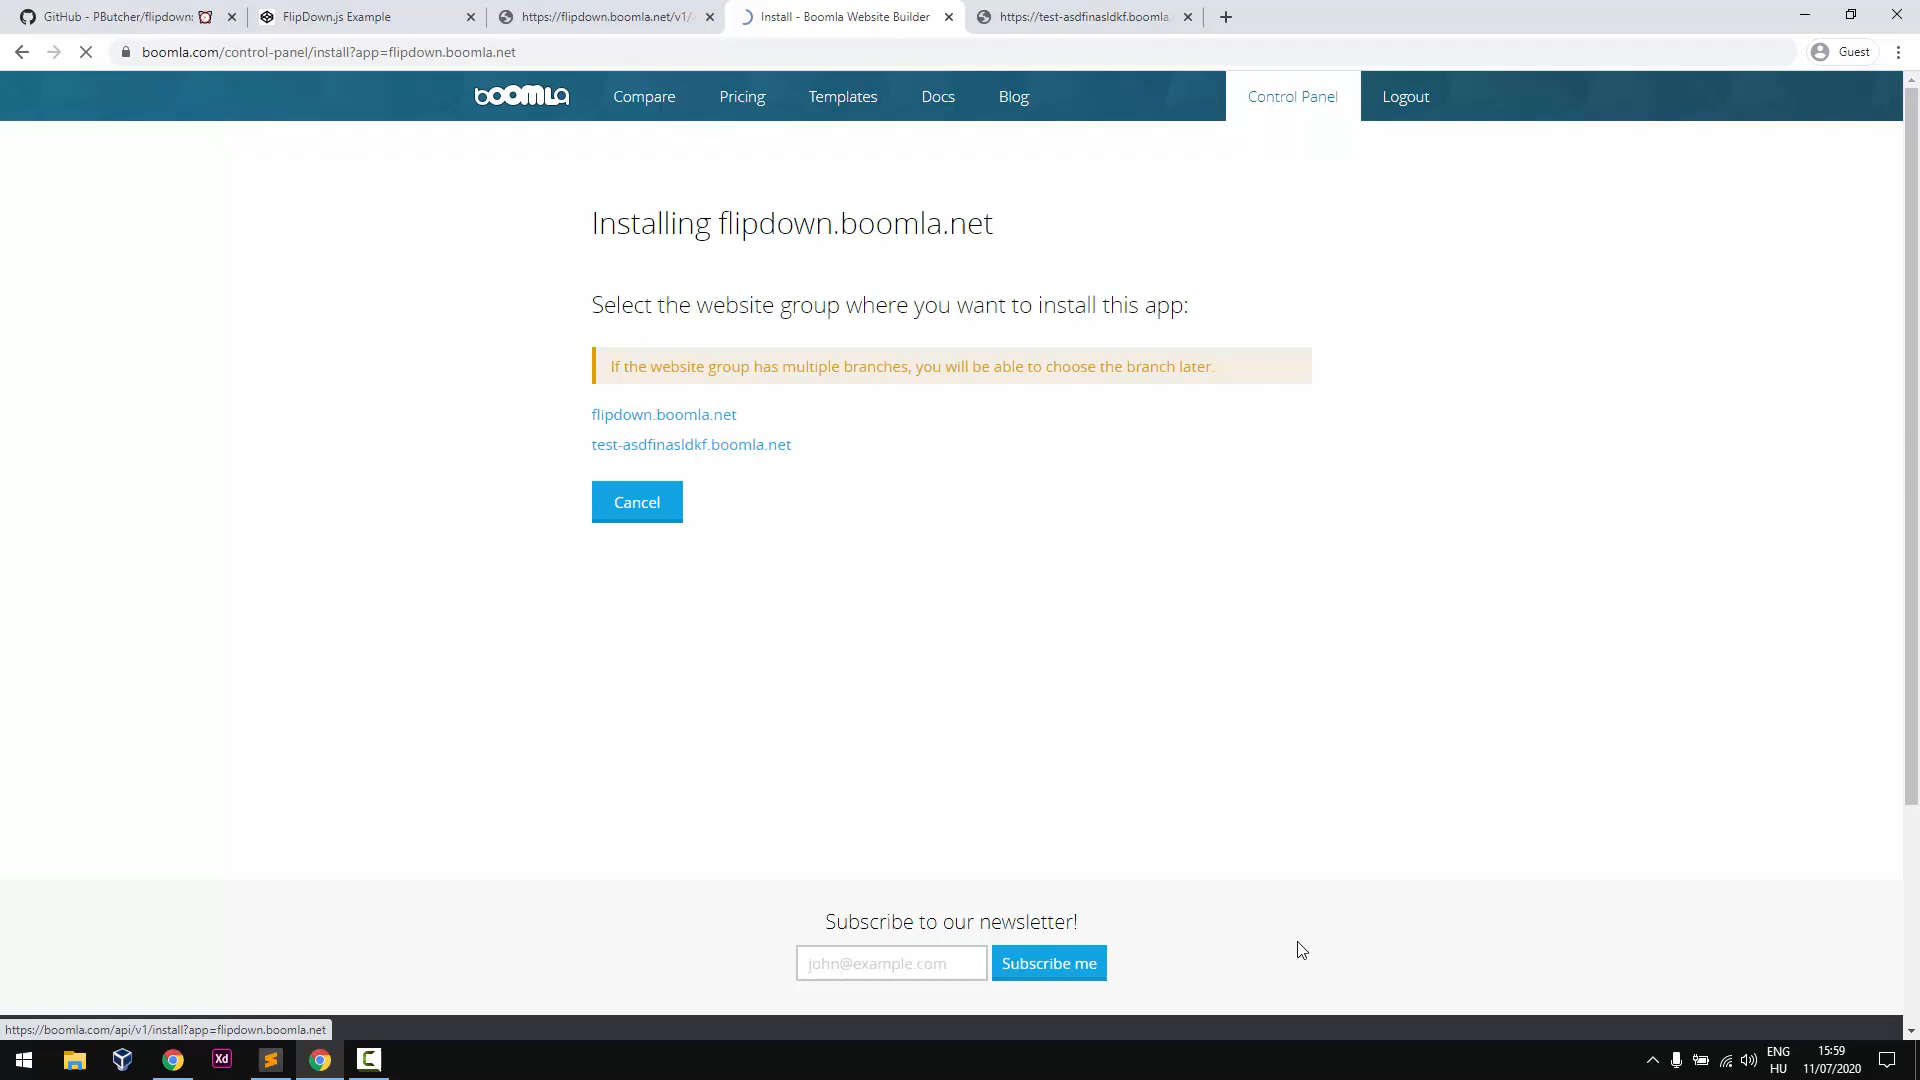 GitHub - PButcher/flipdown: ⏰
FlipDown.js Example
https://flipdown.boomla.net/v1/
Install - Boomla Website Builder
https://test-asdfinasldkf.boomla.
boomla.com/control-panel/install?app=flipdown.boomla.net
Guest
boomla
Compare
Pricing
Templates
Docs
Blog
Control Panel
Logout
Installing flipdown.boomla.net
Select the website group where you want to install this app:
If the website group has multiple branches, you will be able to choose the branch later.
flipdown.boomla.net
test-asdfinasldkf.boomla.net
Cancel
Subscribe to our newsletter!
john@example.com
Subscribe me
https://boomla.com/api/v1/install?app=flipdown.boomla.net
Xd
ENG
HU
15:59
11/07/2020